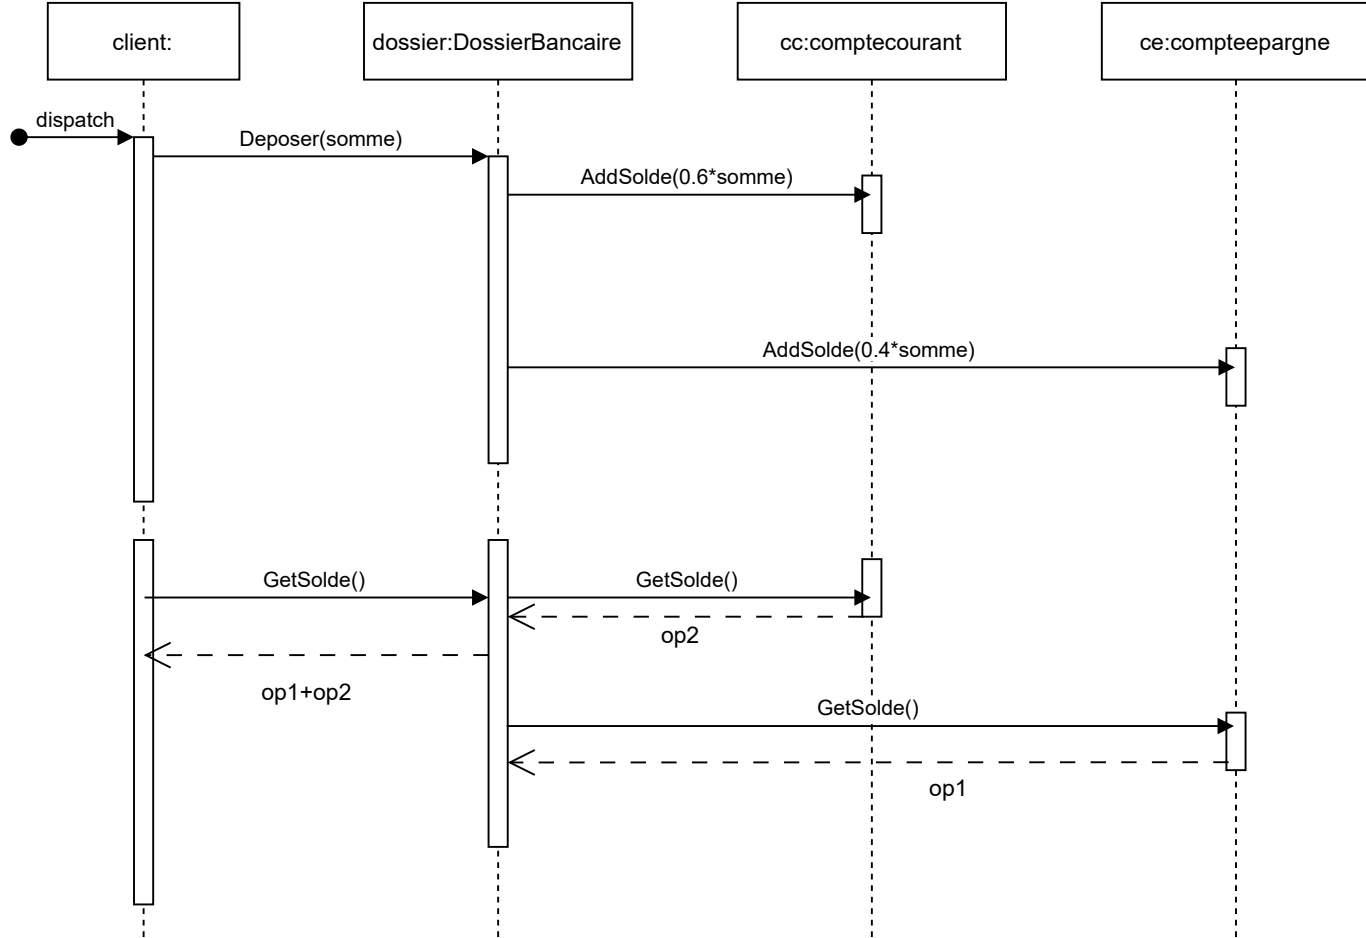 client:
dossier:DossierBancaire
cc:comptecourant
ce:compteepargne
dispatch
Deposer(somme)
AddSolde(0.6*somme)
AddSolde(0.4*somme)
GetSolde()
GetSolde()
op2
op1+op2
GetSolde()
op1